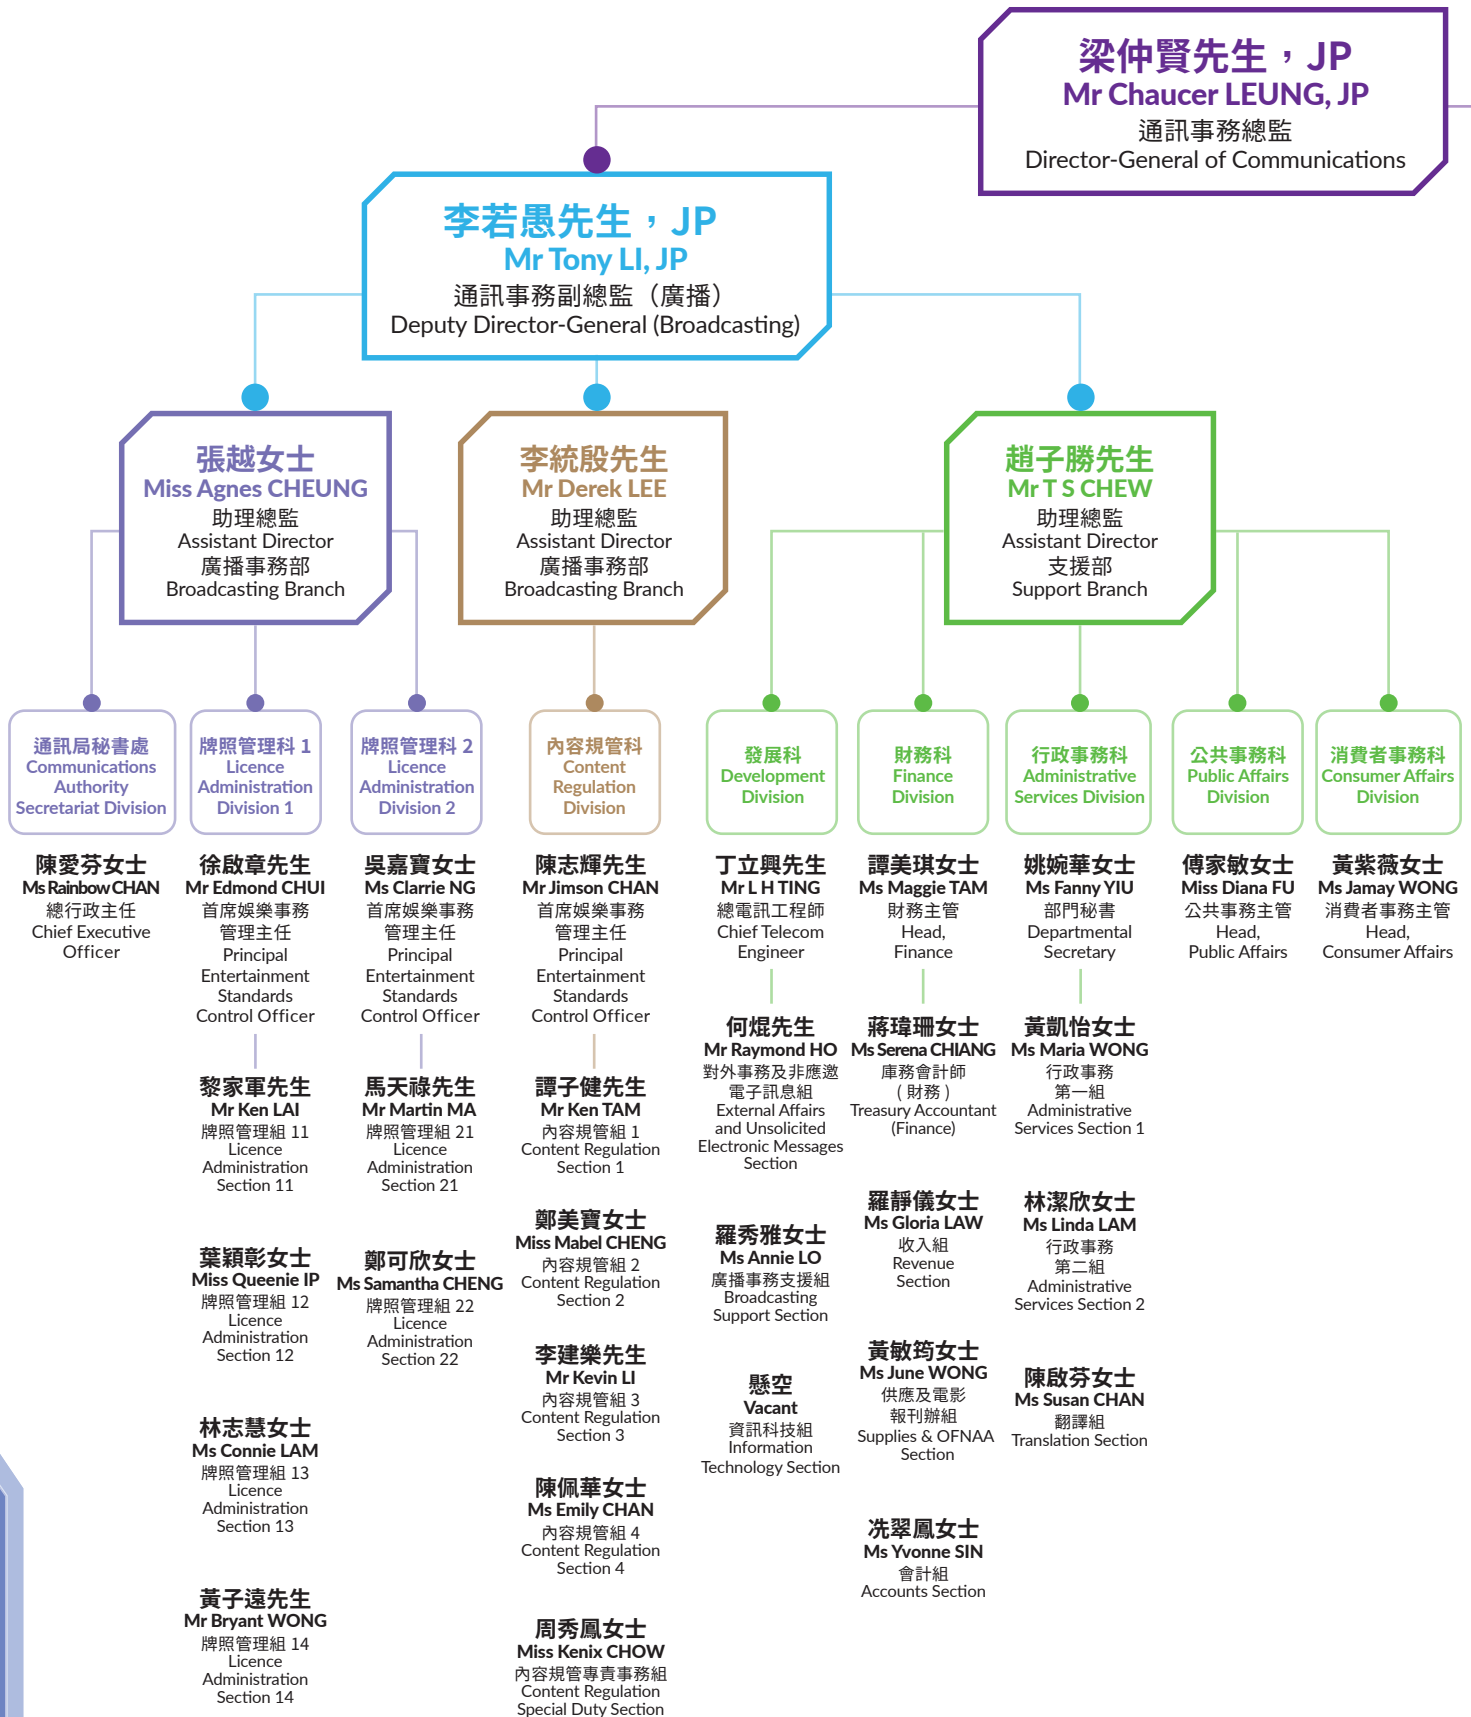 梁仲賢先生，JP
Mr Chaucer LEUNG, JP
通訊事務總監
Director-General of Communications
李若愚先生，JP
Mr Tony LI, JP
通訊事務副總監（廣播）
Deputy Director-General (Broadcasting)
張越女士
Miss Agnes CHEUNG
助理總監
Assistant Director
廣播事務部
Broadcasting Branch
李統殷先生
Mr Derek LEE
助理總監
Assistant Director
廣播事務部
Broadcasting Branch
趙子勝先生
Mr T S CHEW
助理總監
Assistant Director
支援部
Support Branch
通訊局秘書處
Communications
Authority
Secretariat Division
陳愛芬女士
Ms Rainbow CHAN
總行政主任
Chief Executive
Officer
牌照管理科 1
Licence
Administration
Division 1
徐啟章先生
Mr Edmond CHUI
首席娛樂事務
管理主任
Principal
Entertainment
Standards
Control Officer
黎家軍先生
Mr Ken LAI
牌照管理組 11
Licence
Administration
Section 11
葉穎彰女士
Miss Queenie IP
牌照管理組 12
Licence
Administration
Section 12
林志慧女士
Ms Connie LAM
牌照管理組 13
Licence
Administration
Section 13
黃子遠先生
Mr Bryant WONG
牌照管理組 14
Licence
Administration
Section 14
牌照管理科 2
Licence
Administration
Division 2
吳嘉寶女士
Ms Clarrie NG
首席娛樂事務
管理主任
Principal
Entertainment
Standards
Control Officer
馬天祿先生
Mr Martin MA
牌照管理組 21
Licence
Administration
Section 21
鄭可欣女士
Ms Samantha CHENG
牌照管理組 22
Licence
Administration
Section 22
內容規管科
Content
Regulation
Division
陳志輝先生
Mr Jimson CHAN
首席娛樂事務
管理主任
Principal
Entertainment
Standards
Control Officer
譚子健先生
Mr Ken TAM
內容規管組 1
Content Regulation
Section 1
鄭美寶女士
Miss Mabel CHENG
內容規管組 2
Content Regulation
Section 2
李建樂先生
Mr Kevin LI
內容規管組 3
Content Regulation
Section 3
陳佩華女士
Ms Emily CHAN
內容規管組 4
Content Regulation
Section 4
周秀鳳女士
Miss Kenix CHOW
內容規管專責事務組
Content Regulation
Special Duty Section
發展科
Development
Division
丁立興先生
Mr L H TING
總電訊工程師
Chief Telecom
Engineer
何焜先生
Mr Raymond HO
對外事務及非應邀
電子訊息組
External Affairs
and Unsolicited
Electronic Messages
Section
羅秀雅女士
Ms Annie LO
廣播事務支援組
Broadcasting
Support Section
懸空
Vacant
資訊科技組
Information
Technology Section
財務科
Finance
Division
譚美琪女士
Ms Maggie TAM
財務主管
Head,
Finance
蔣瑋珊女士
Ms Serena CHIANG
庫務會計師
( 財務 )
Treasury Accountant
(Finance)
羅靜儀女士
Ms Gloria LAW
收入組
Revenue
Section
黃敏筠女士
Ms June WONG
供應及電影
報刊辦組
Supplies & OFNAA
Section
冼翠鳳女士
Ms Yvonne SIN
會計組
Accounts Section
行政事務科
Administrative
Services Division
姚婉華女士
Ms Fanny YIU
部門秘書
Departmental
Secretary
黃凱怡女士
Ms Maria WONG
行政事務
第一組
Administrative
Services Section 1
林潔欣女士
Ms Linda LAM
行政事務
第二組
Administrative
Services Section 2
陳啟芬女士
Ms Susan CHAN
翻譯組
Translation Section
公共事務科
Public Affairs
Division
傅家敏女士
Miss Diana FU
公共事務主管
Head,
Public Affairs
消費者事務科
Consumer Affairs
Division
黃紫薇女士
Ms Jamay WONG
消費者事務主管
Head,
Consumer Affairs